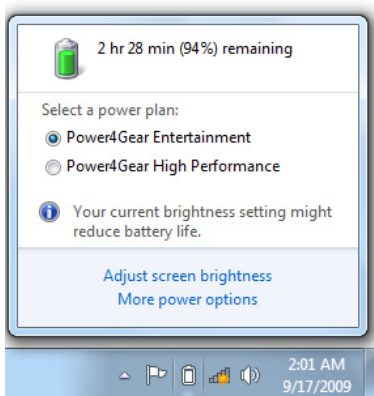 2 hr 28 min (94%) remaining
Select a power plan:
Power4Gear Entertainment
Power4Gear High Performance
Your current brightness setting might
reduce battery life.
Adjust screen brightness
More power options
2:01 AM
9/17/2009